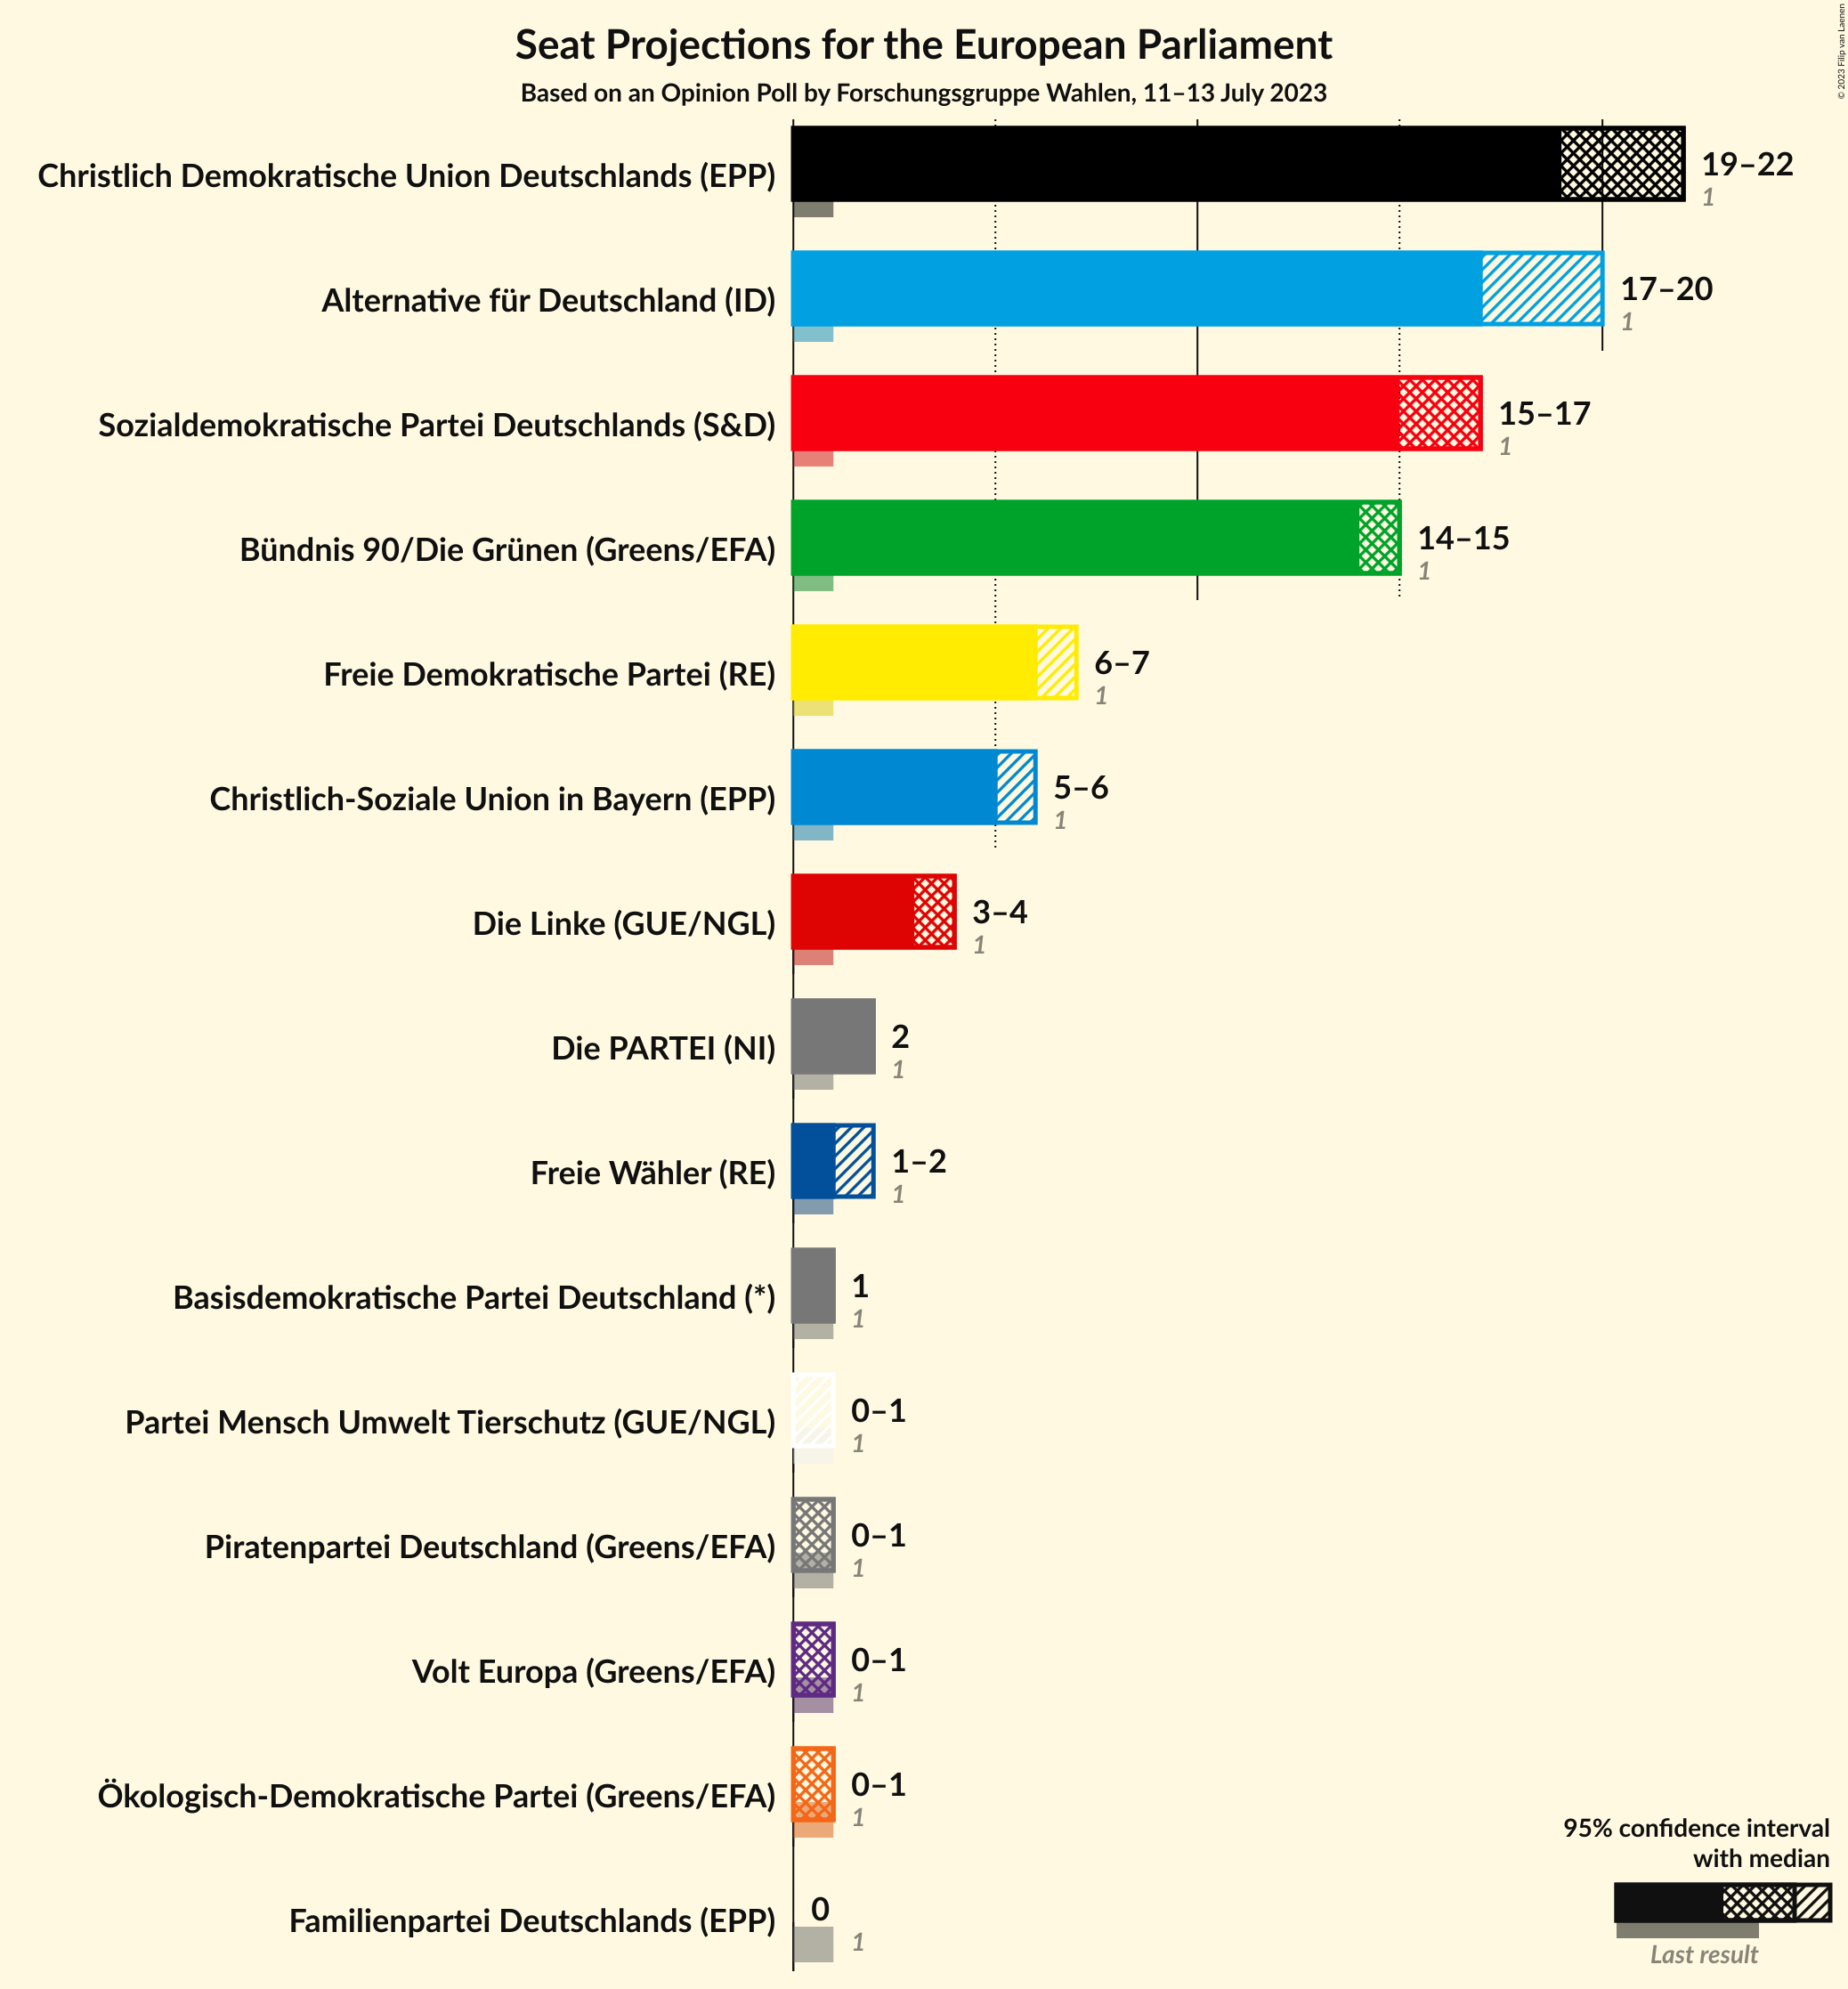 Seat Projections for the European Parliament
Based on an Opinion Poll by Forschungsgruppe Wahlen, 11–13 July 2023
© 2023 Filip van Laenen
Christlich Demokratische Union Deutschlands (EPP)
19–22
1
Alternative für Deutschland (ID)
17–20
1
Sozialdemokratische Partei Deutschlands (S&D)
15–17
1
Bündnis 90/Die Grünen (Greens/EFA)
14–15
1
Freie Demokratische Partei (RE)
6–7
1
Christlich-Soziale Union in Bayern (EPP)
5–6
1
Die Linke (GUE/NGL)
3–4
1
Die PARTEI (NI)
2
1
Freie Wähler (RE)
1–2
1
Basisdemokratische Partei Deutschland (*)
1
1
Partei Mensch Umwelt Tierschutz (GUE/NGL)
0–1
1
Piratenpartei Deutschland (Greens/EFA)
0–1
1
Volt Europa (Greens/EFA)
0–1
1
Ökologisch-Demokratische Partei (Greens/EFA)
0–1
1
Familienpartei Deutschlands (EPP)
0
1
95% confidence interval
with median
Last result